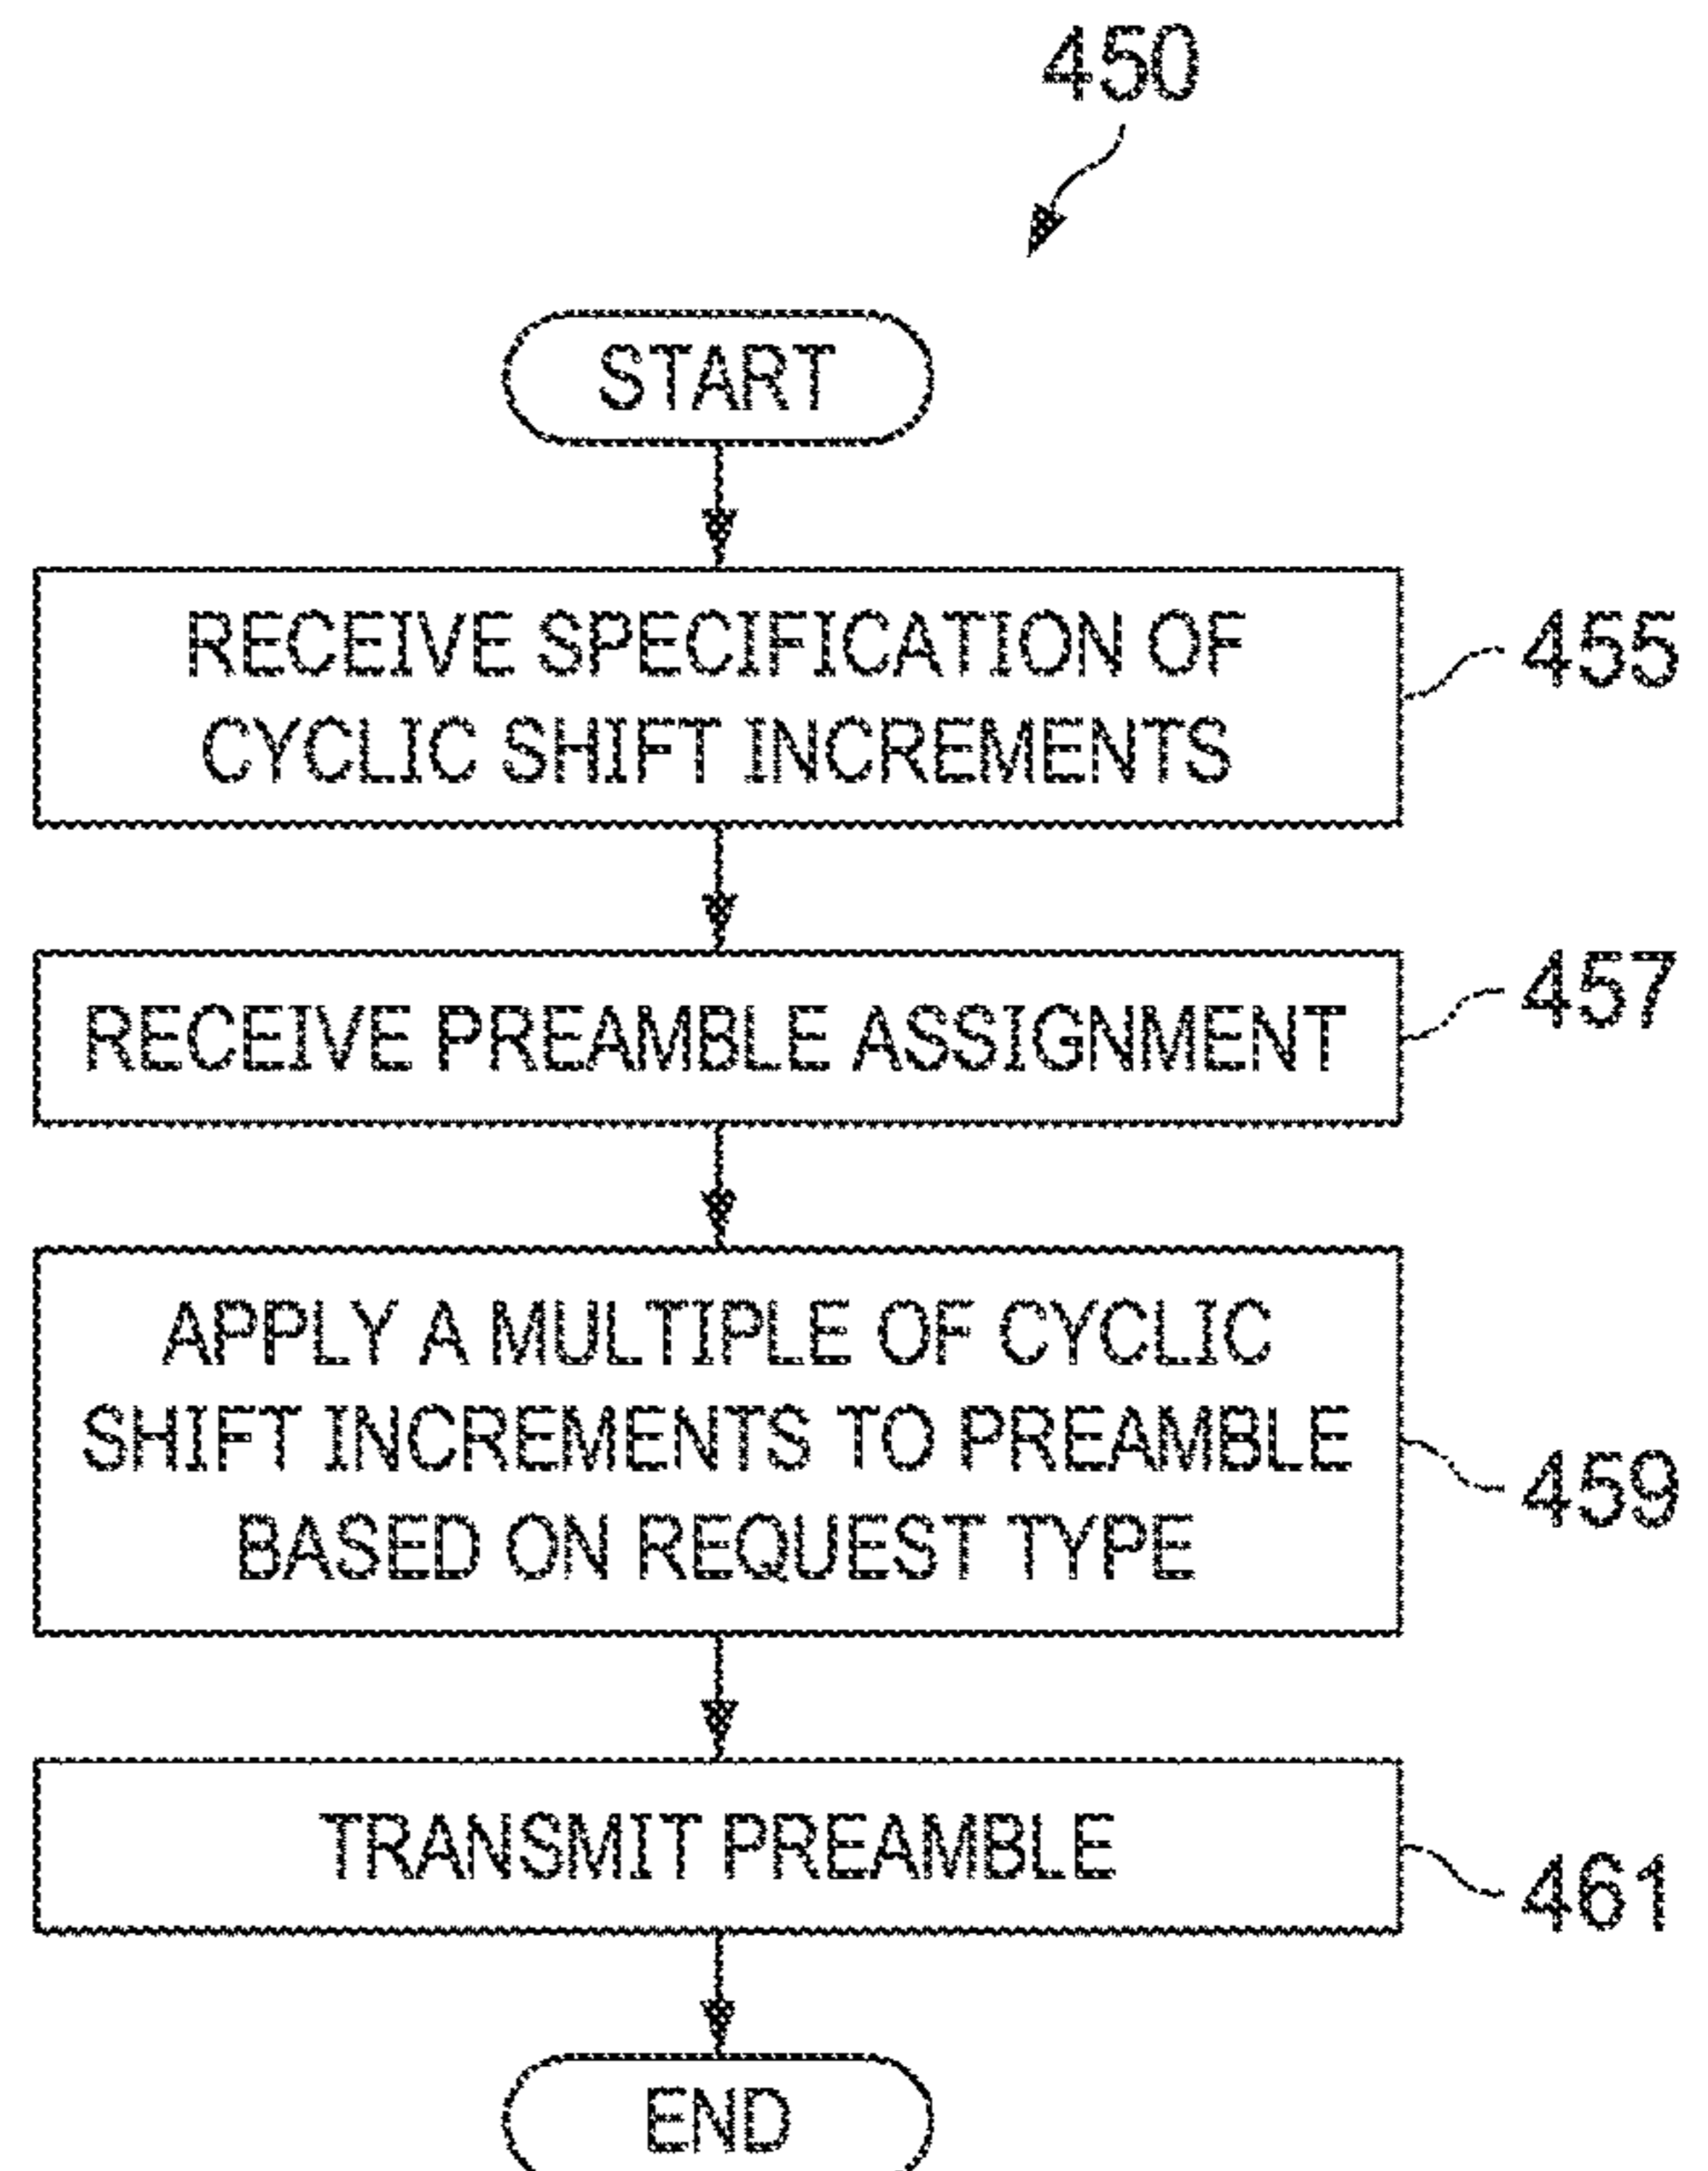 450
START
RECEIVE SPECIFICATION OF
CYCLIC SHIFT INCREMENTS
455
RECEIVE PREAMBLE ASSIGNMENT
457
APPLY A MULTIPLE OF CYCLIC
SHIFT INCREMENTS TO PREAMBLE
BASED ON REQUEST TYPE
459
TRANSMIT PREAMBLE
461
END